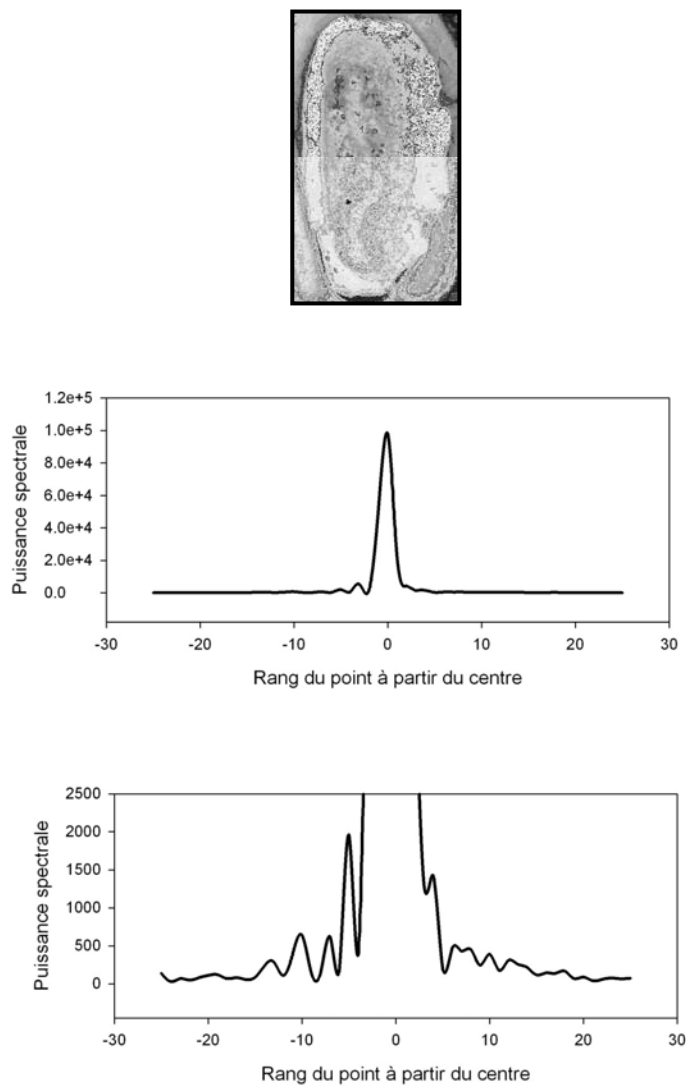 Puissance spectrale
1.2e+5
1.0e+5
8.0e+4
6.0e+4
4.0e+4
2.0e+4
0.0
-30 -20 -10 0 10 20 30
Rang du point à partir du centre
Puissance spectrale
2500
2000
1500
1000
500
0
-30 -20 -10 0 10 20 30
Rang du point à partir du centre